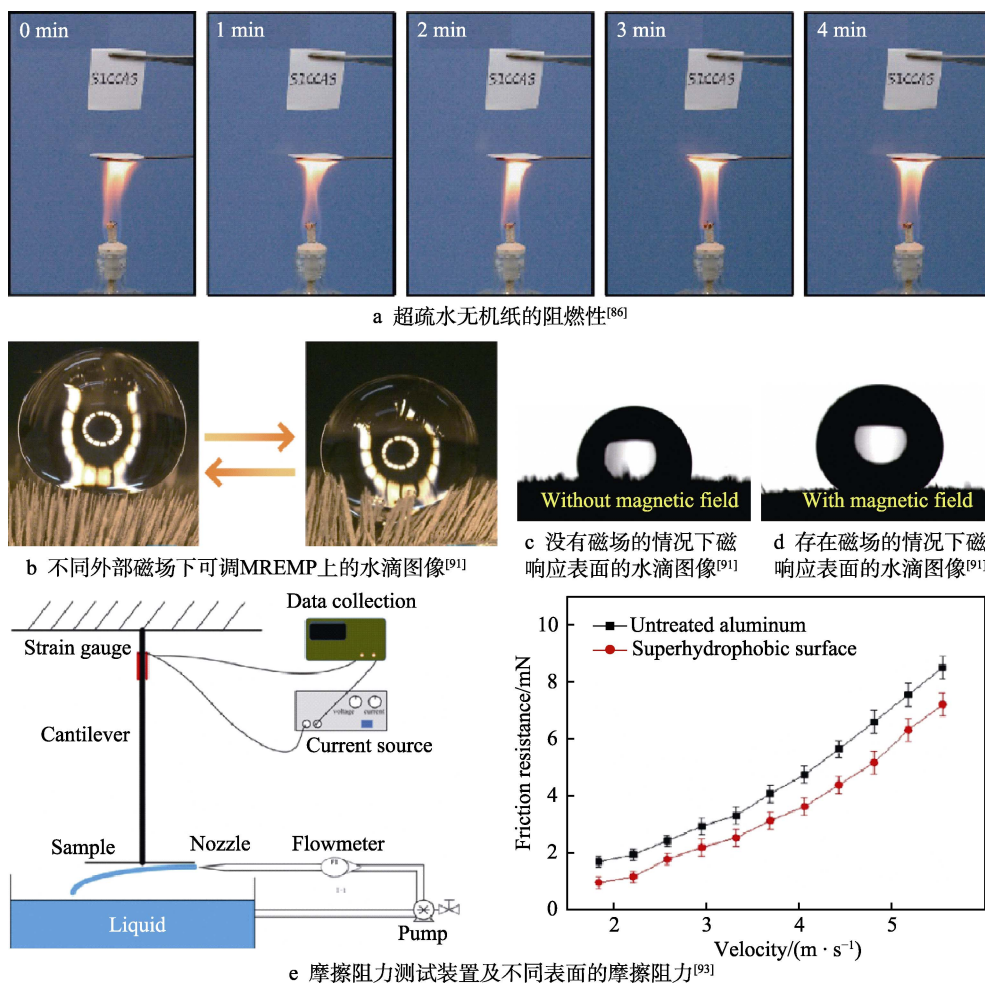 0 min
1 min
2 min
3 min
4 min
SICCAS
SICCAS
SICCAS
SICCAS
SICCAS
a 超疏水无机纸的阻燃性[86]
Without magnetic field
With magnetic field
b 不同外部磁场下可调MREMP上的水滴图像[91]
c 没有磁场的情况下磁
响应表面的水滴图像[91]
d 存在磁场的情况下磁
响应表面的水滴图像[91]
Data collection
Strain gauge
voltage current
Cantilever
Current source
Sample
Nozzle
Flowmeter
Liquid
Pump
Untreated aluminum
Superhydrophobic surface
Friction resistance/mN
10
8
6
4
2
0
2
3
4
5
Velocity/(m · s⁻¹)
e 摩擦阻力测试装置及不同表面的摩擦阻力[93]